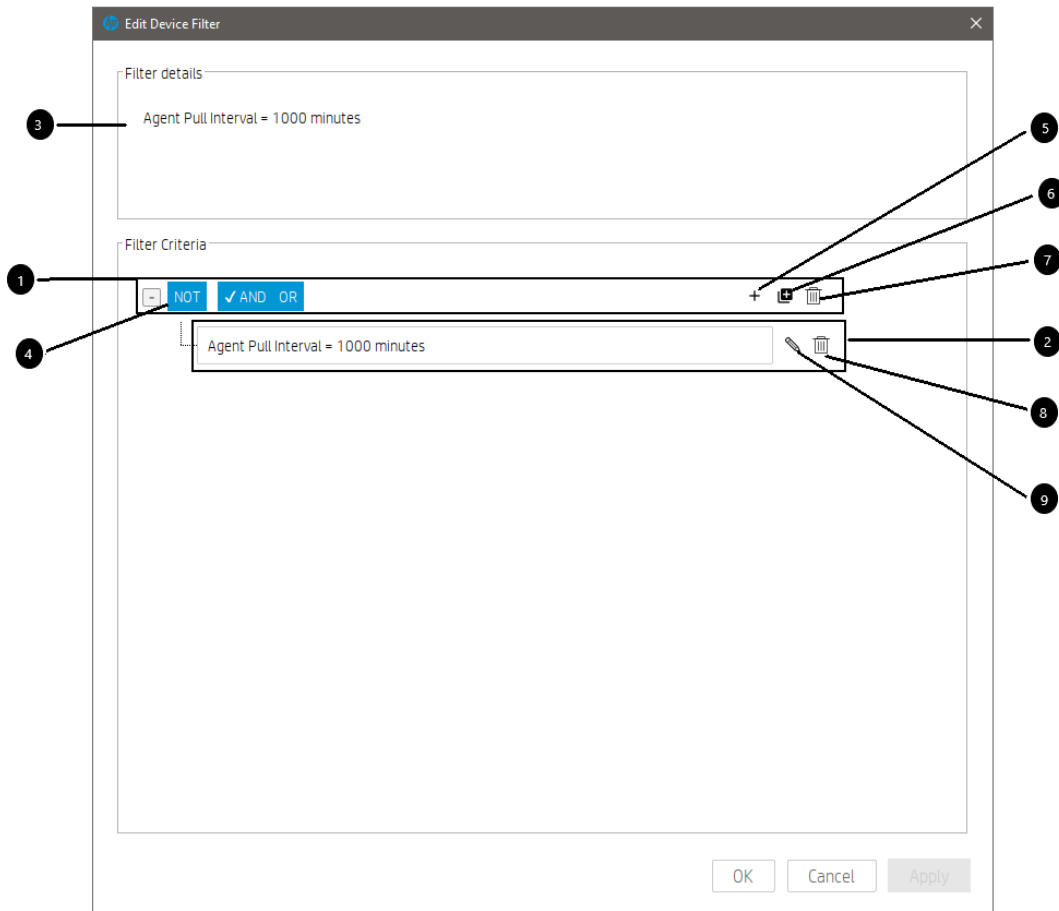 Edit Device Filter
Filter details
3
Agent Pull Interval = 1000 minutes
5
6
Filter Criteria
7
1
NOT ✓ AND OR
4
Agent Pull Interval = 1000 minutes
2
8
9
OK Cancel Apply